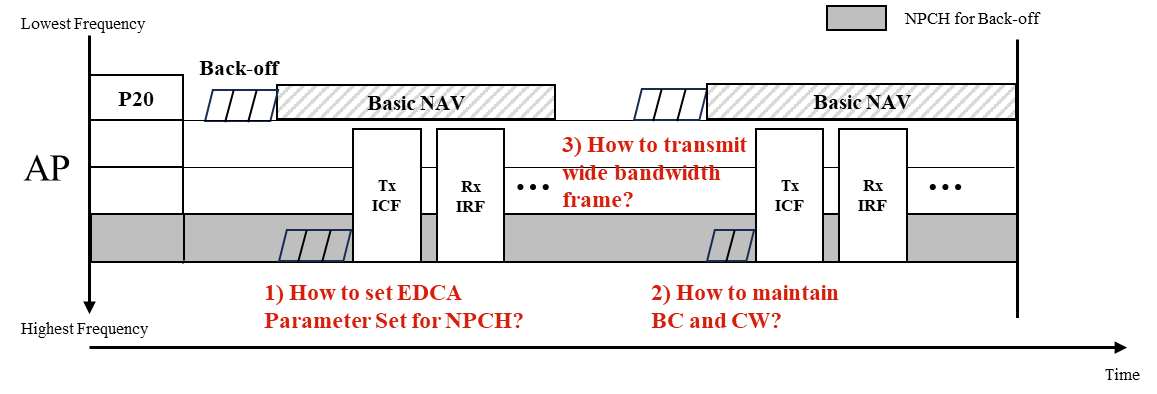 Lowest Frequency
NPCH for Back-off
Back-off
P20
Basic NAV
Basic NAV
AP
3) How to transmit
wide bandwidth
frame?
Tx
ICF
Rx
IRF
•••
Tx
ICF
Rx
IRF
•••
1) How to set EDCA
Parameter Set for NPCH?
2) How to maintain
BC and CW?
Highest Frequency
Time